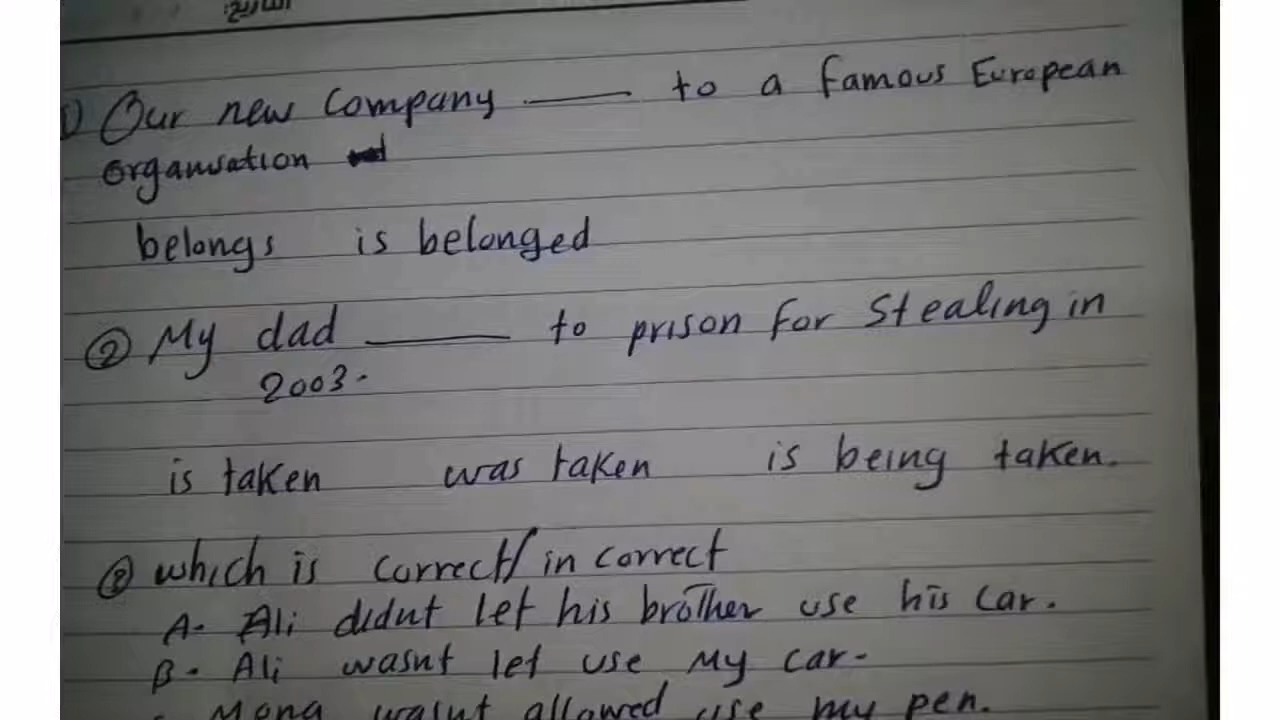 التاريخ:
1) Our new Company ____ to a famous European
organisation
belongs is belonged
② My dad ____ to prison for Stealing in
2003.
is taken was taken is being taken.
② which is correct/in correct
A- Ali didnt let his brother use his car.
B- Ali wasnt let use My car-
Mona wasnt allowed use my pen.